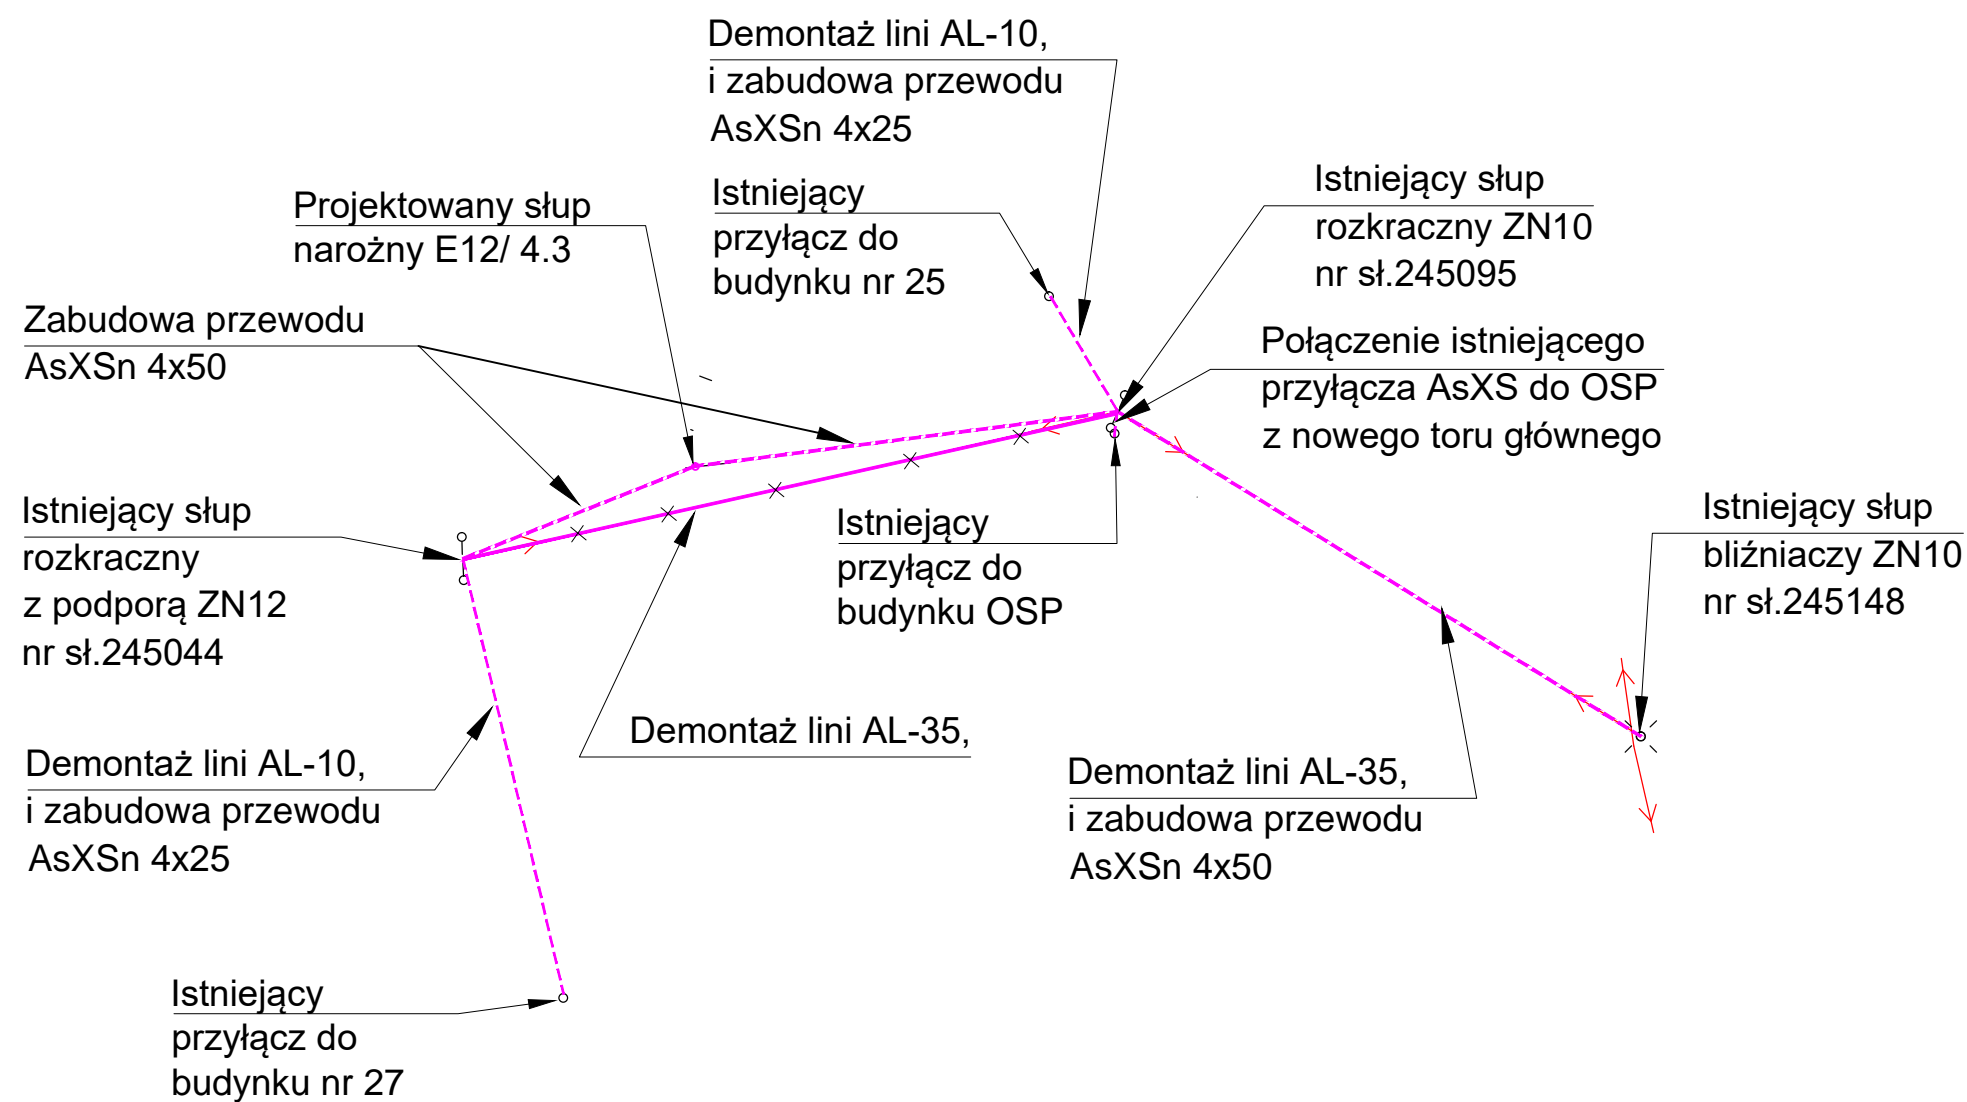 Demontaż lini AL-10,
i zabudowa przewodu
AsXSn 4x25
Istniejący
przyłącz do
budynku nr 25
Istniejący słup
rozkraczny ZN10
nr sł.245095
Projektowany słup
narożny E12/ 4.3
Zabudowa przewodu
AsXSn 4x50
Połączenie istniejącego
przyłącza AsXS do OSP
z nowego toru głównego
Istniejący słup
rozkraczny
z podporą ZN12
nr sł.245044
Istniejący
przyłącz do
budynku OSP
Istniejący słup
bliźniaczy ZN10
nr sł.245148
Demontaż lini AL-35,
Demontaż lini AL-10,
i zabudowa przewodu
AsXSn 4x25
Demontaż lini AL-35,
i zabudowa przewodu
AsXSn 4x50
Istniejący
przyłącz do
budynku nr 27